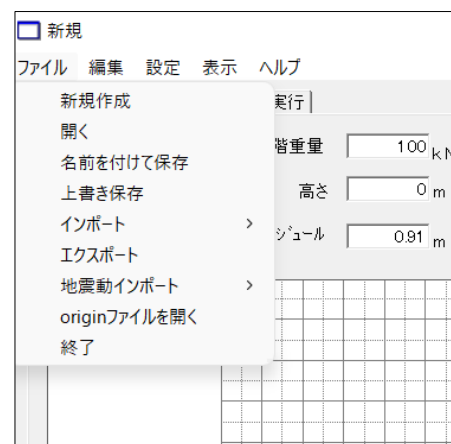 新規
ファイル 編集 設定 表示 ヘルプ
新規作成
開く
名前を付けて保存
上書き保存
インポート
エクスポート
地震動インポート
originファイルを開く
終了
実行
階重量 100 kN
高さ 0 m
ジュール 0.91 m